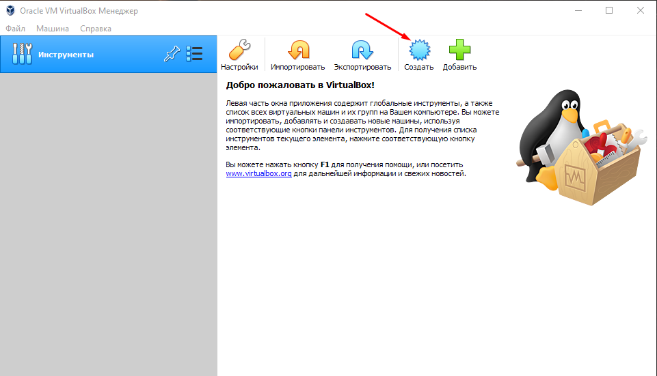 Oracle VM VirtualBox Менеджер
Файл Машина Справка
Инструменты
Настройки Импортировать Экспортировать Создать Добавить
Добро пожаловать в VirtualBox!
Левая часть окна приложения содержит глобальные инструменты, а также
список всех виртуальных машин и их групп на Вашем компьютере. Вы можете
импортировать, добавлять и создавать новые машины, используя
соответствующие кнопки панели инструментов. Для получения списка
инструментов текущего элемента, нажмите соответствующую кнопку
элемента.
Вы можете нажать кнопку F1 для получения помощи, или посетить
www.virtualbox.org для дальнейшей информации и свежих новостей.